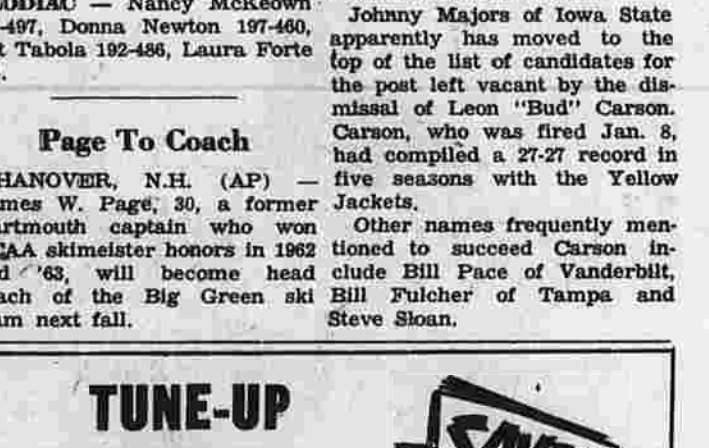 ZODIAC — Nancy McKeown
-497, Donna Newton 197-460,
t Tabola 192-486, Laura Forte
Page To Coach
HANOVER, N.H. (AP) —
mes W. Page, 30, a former
artmouth captain who won
CAA skimeister honors in 1962
d '63, will become head
ach of the Big Green ski
am next fall.
Johnny Majors of Iowa State
apparently has moved to the
top of the list of candidates for
the post left vacant by the dis-
missal of Leon "Bud" Carson.
Carson, who was fired Jan. 8,
had compiled a 27-27 record in
five seasons with the Yellow
Jackets.
Other names frequently men-
tioned to succeed Carson in-
clude Bill Pace of Vanderbilt,
Bill Fulcher of Tampa and
Steve Sloan.
TUNE-UP